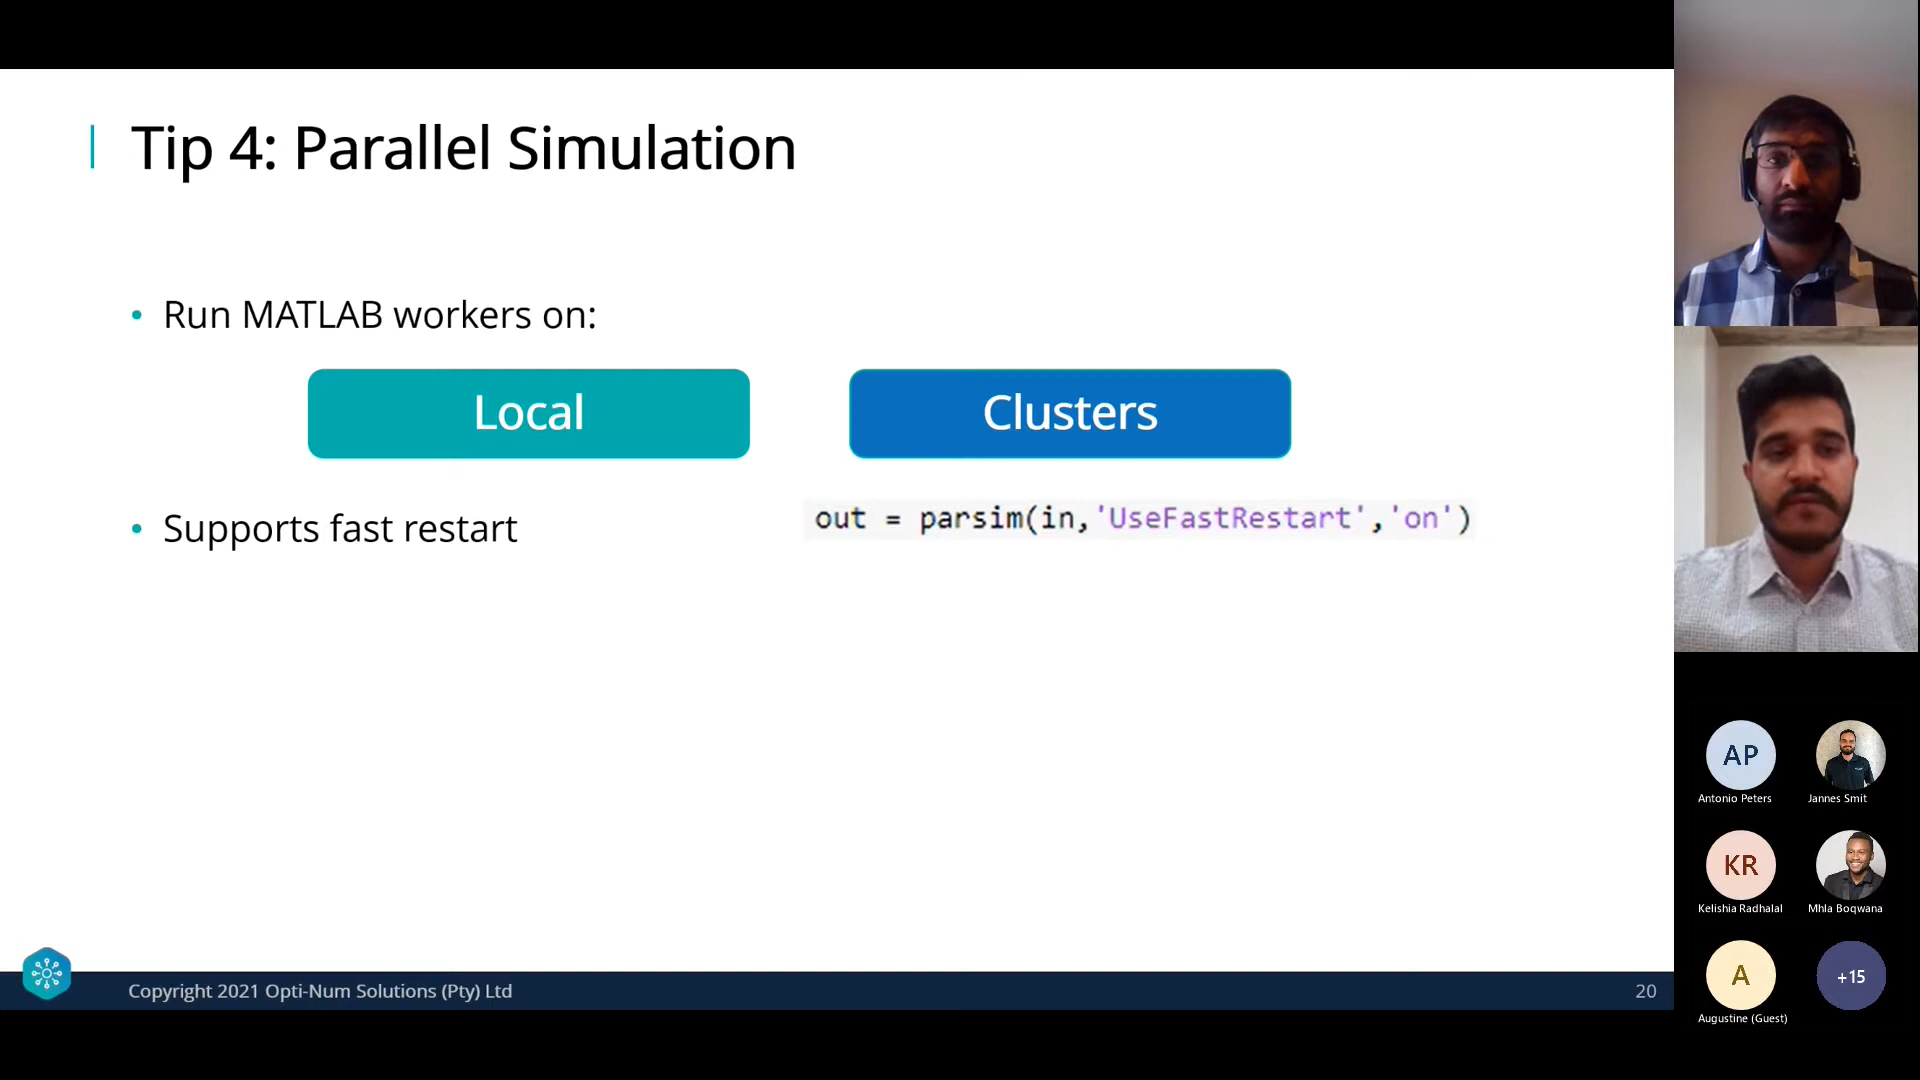 Tip 4: Parallel Simulation
• Run MATLAB workers on:
Local
Clusters
• Supports fast restart
out = parsim(in,'UseFastRestart','on')
Copyright 2021 Opti-Num Solutions (Pty) Ltd
20
AP
Antonio Peters
Jannes Smit
KR
Kelishia Radhalal
Mhla Boqwana
A
Augustine (Guest)
+15